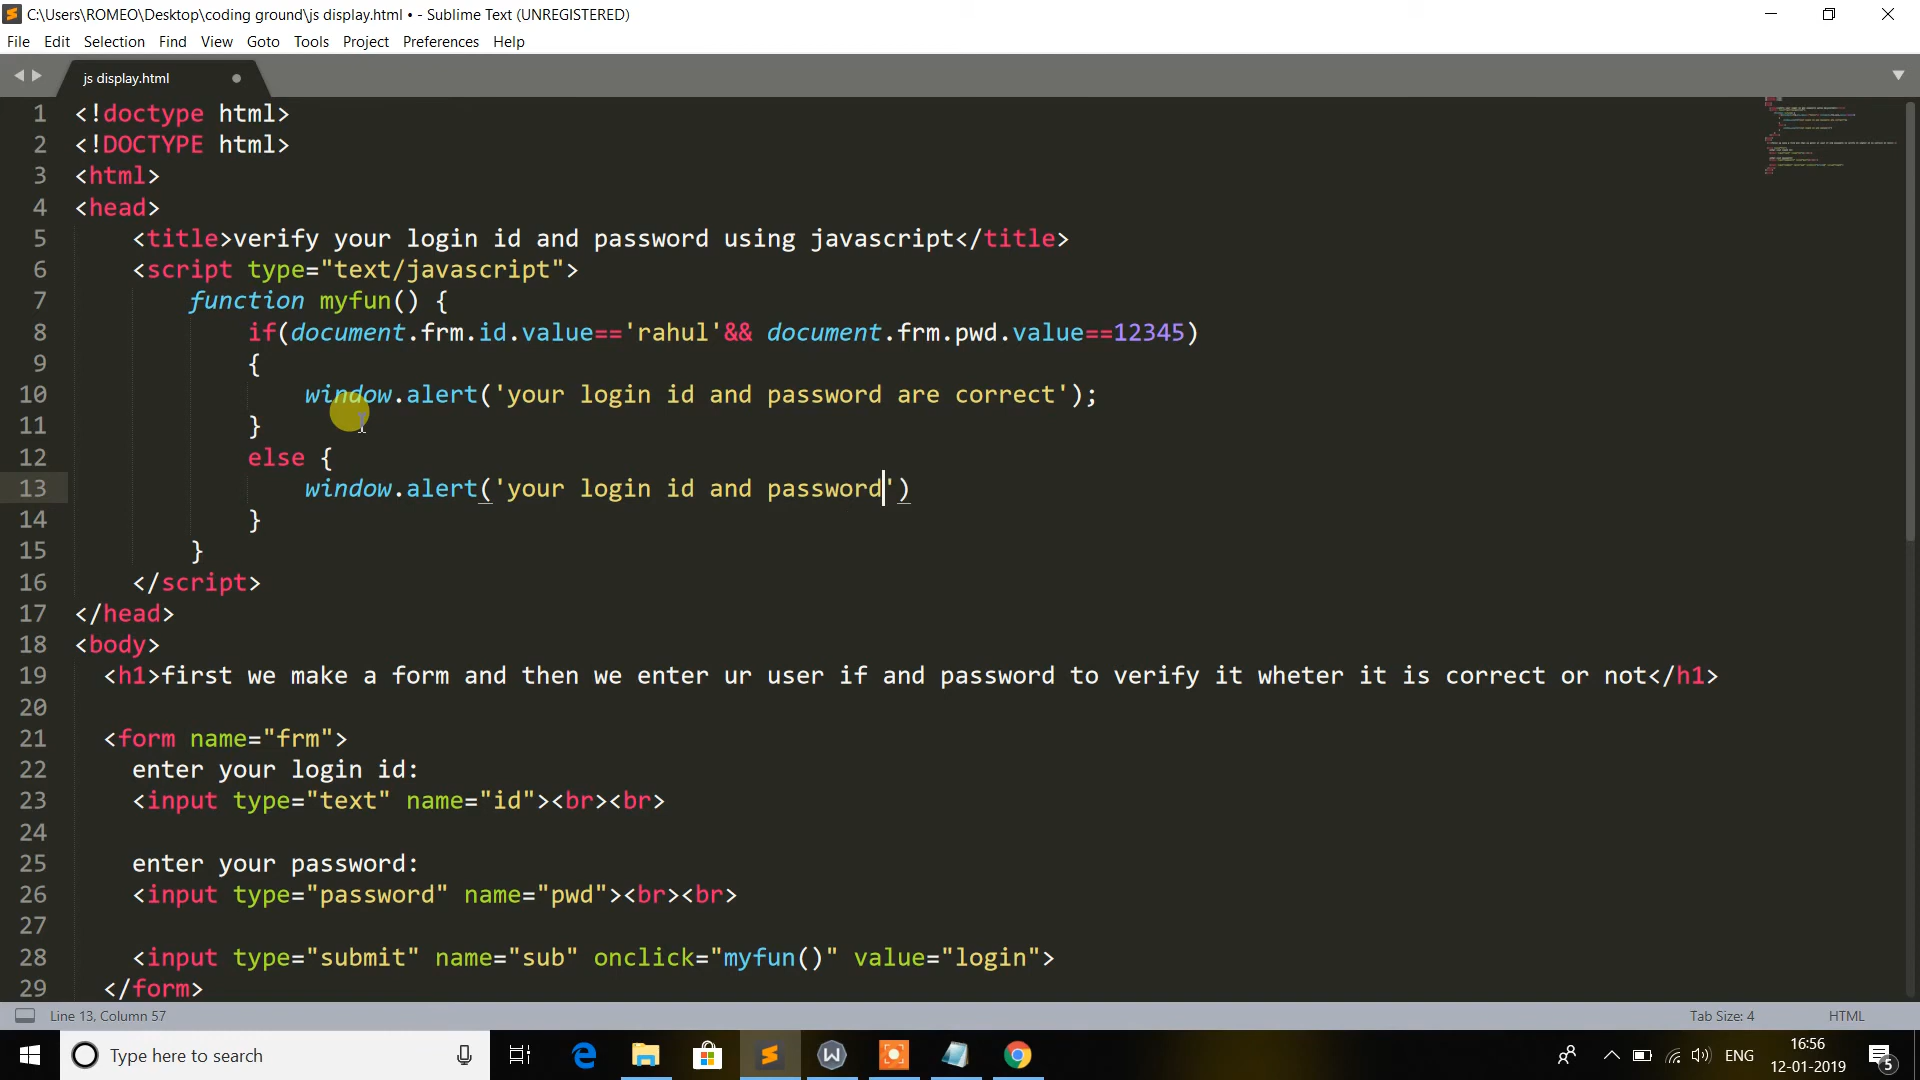 C:\Users\ROMEO\Desktop\coding ground\js display.html • - Sublime Text (UNREGISTERED)
File Edit Selection Find View Goto Tools Project Preferences Help
js display.html
1 <!doctype html>
2 <!DOCTYPE html>
3 <html>
4 <head>
5 <title>verify your login id and password using javascript</title>
6 <script type="text/javascript">
7 function myfun() {
8 if(document.frm.id.value=='rahul'&& document.frm.pwd.value==12345)
9 {
10 window.alert('your login id and password are correct');
11 }
12 else {
13 window.alert('your login id and password')
14 }
15 }
16 </script>
17 </head>
18 <body>
19 <h1>first we make a form and then we enter ur user if and password to verify it wheter it is correct or not</h1>
20
21 <form name="frm">
22 enter your login id:
23 <input type="text" name="id"><br><br>
24
25 enter your password:
26 <input type="password" name="pwd"><br><br>
27
28 <input type="submit" name="sub" onclick="myfun()" value="login">
29 </form>
Line 13, Column 57 Tab Size: 4 HTML
Type here to search ENG 16:56
12-01-2019 5